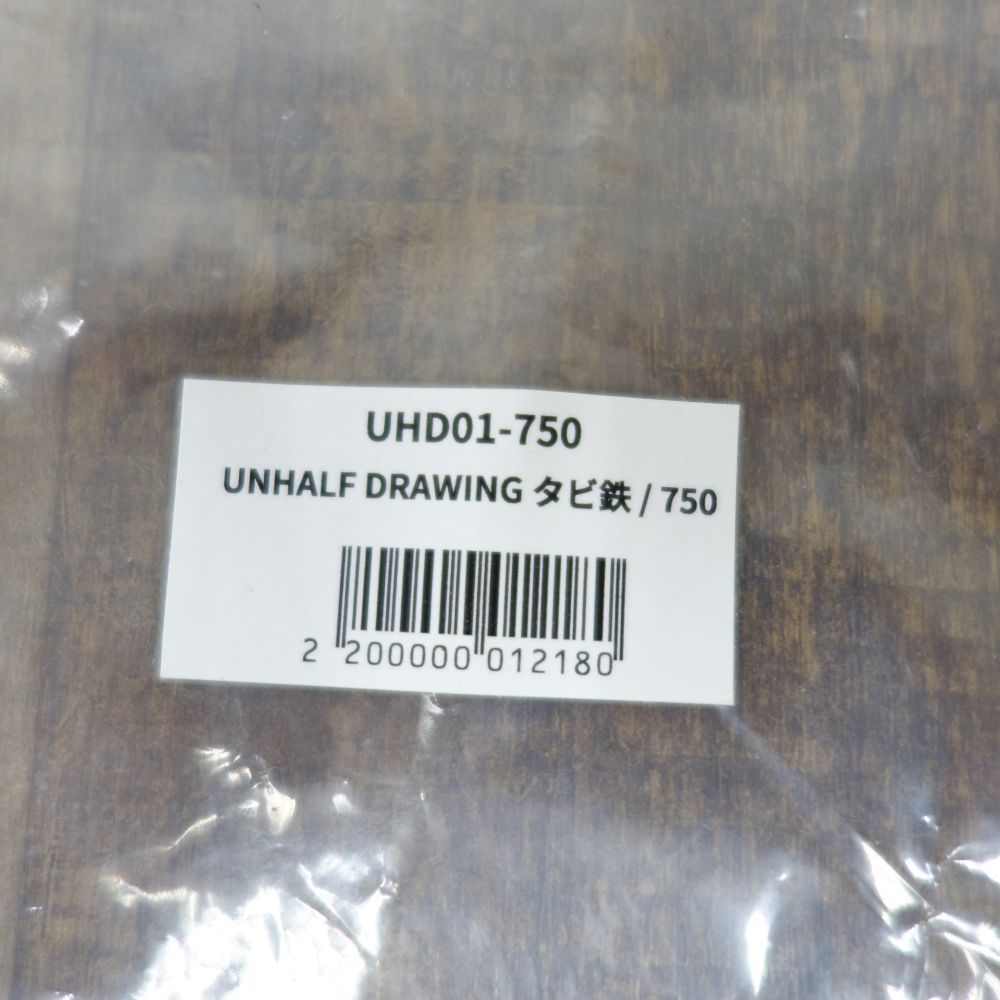 UHD01-750
UNHALF DRAWING タビ鉄 / 750
2 200000 012180